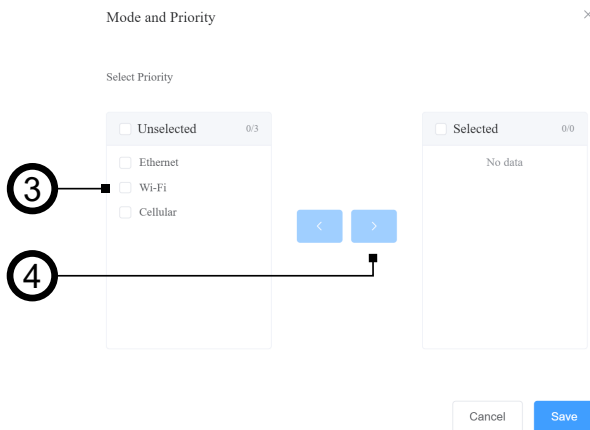 Mode and Priority
Select Priority
Unselected 0/3
Selected 0/0
Ethernet
No data
3
Wi-Fi
Cellular
4
Cancel
Save